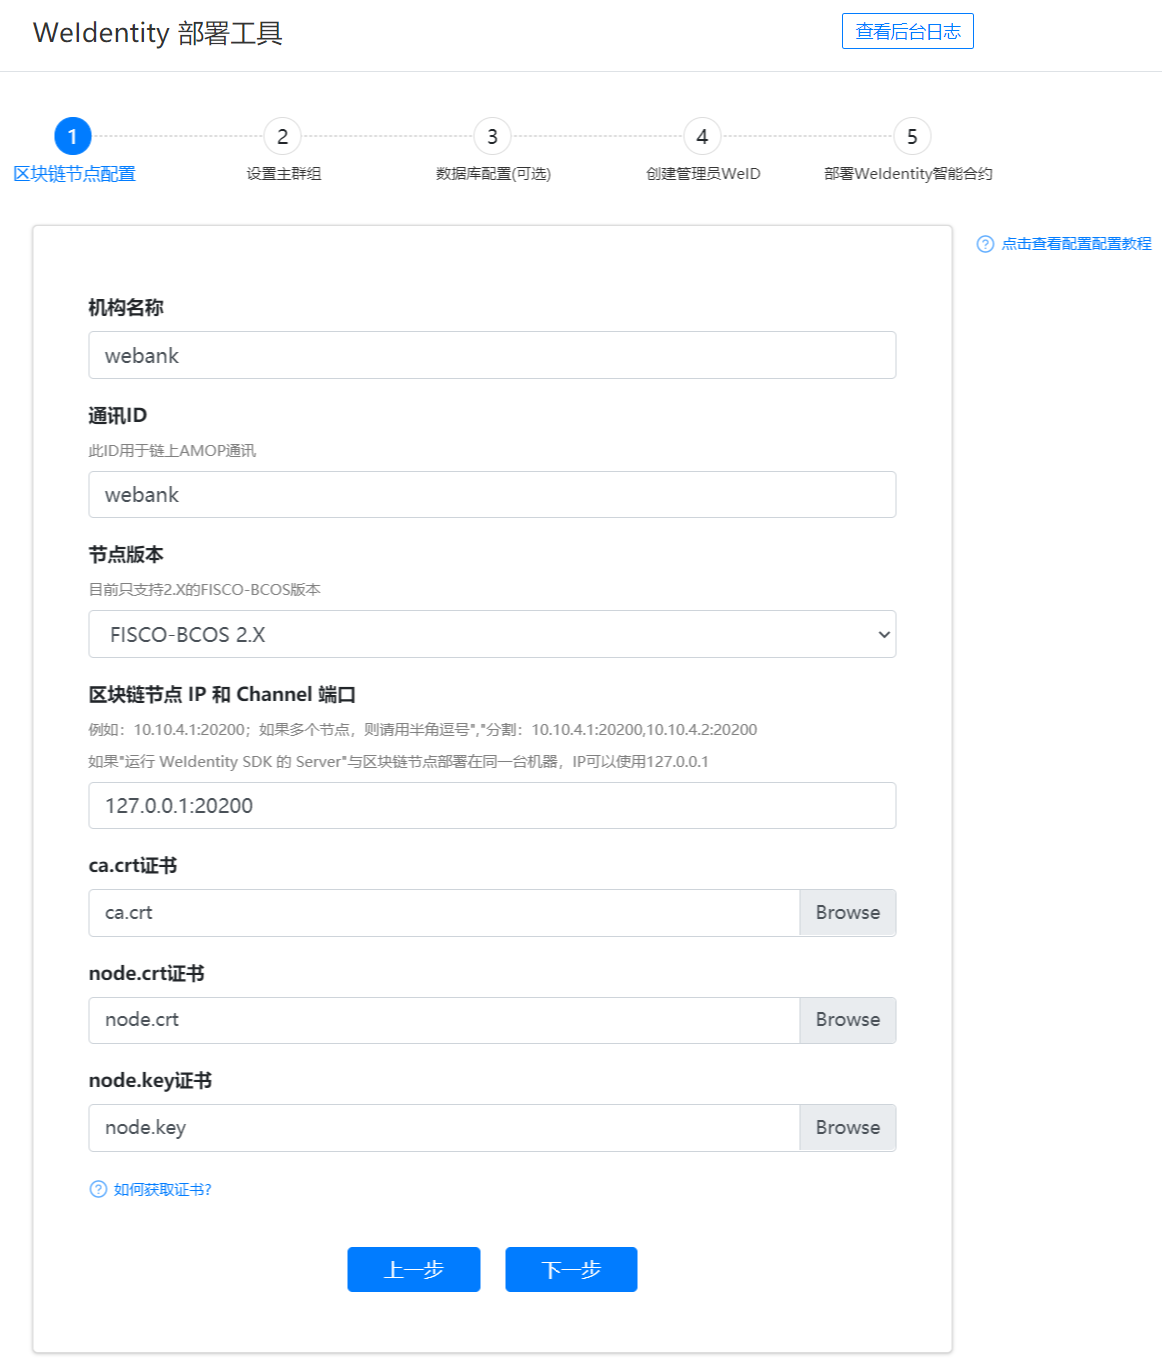 WeIdentity 部署工具
查看后台日志
1
2
3
4
5
区块链节点配置
设置主群组
数据库配置(可选)
创建管理员WeID
部署WeIdentity智能合约
点击查看配置配置教程
机构名称
webank
通讯ID
此ID用于链上AMOP通讯
webank
节点版本
目前只支持2.X的FISCO-BCOS版本
FISCO-BCOS 2.X
区块链节点 IP 和 Channel 端口
例如：10.10.4.1:20200；如果多个节点，则请用半角逗号","分割：10.10.4.1:20200,10.10.4.2:20200
如果"运行 WeIdentity SDK 的 Server"与区块链节点部署在同一台机器，IP可以使用127.0.0.1
127.0.0.1:20200
ca.crt证书
ca.crt
Browse
node.crt证书
node.crt
Browse
node.key证书
node.key
Browse
如何获取证书?
上一步
下一步